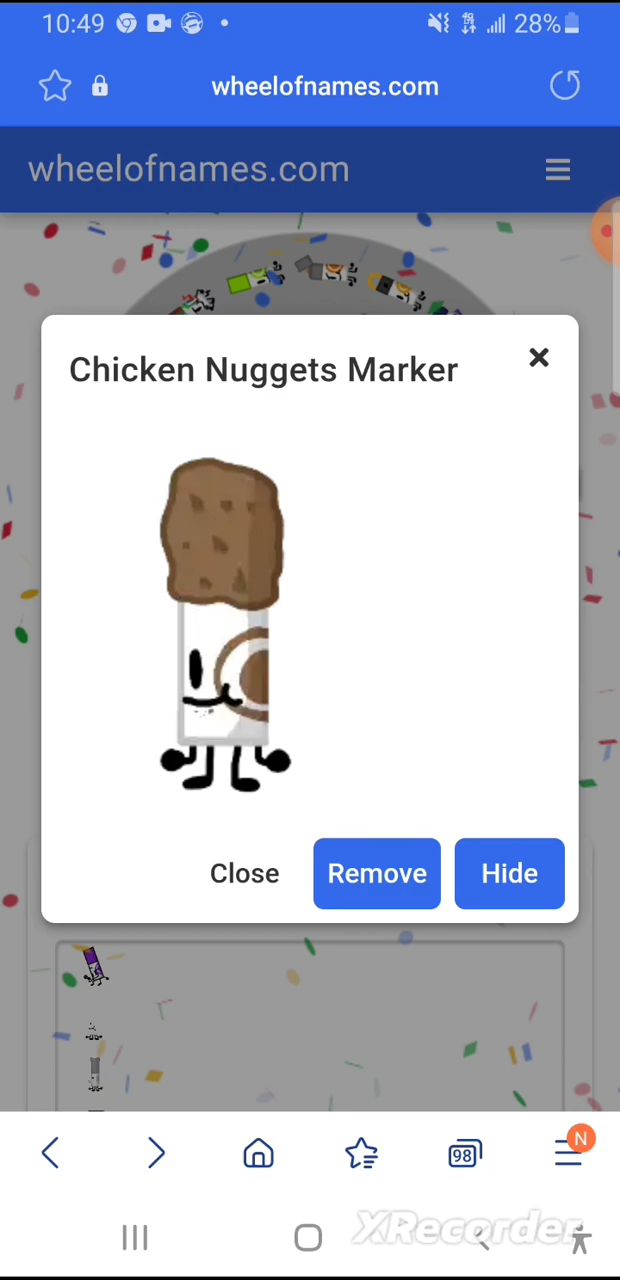 10:49 28%
wheelofnames.com
wheelofnames.com
Chicken Nuggets Marker
Close Remove Hide
N
98
XRecorder